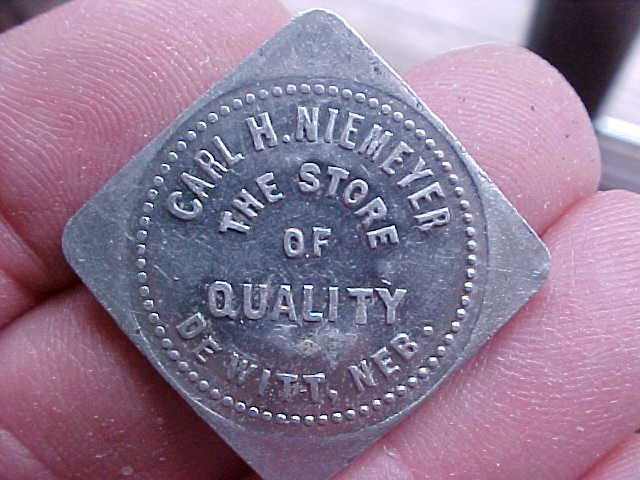 CARL H. NIEMEYER
THE STORE
OF
QUALITY
DE WITT, NEB.